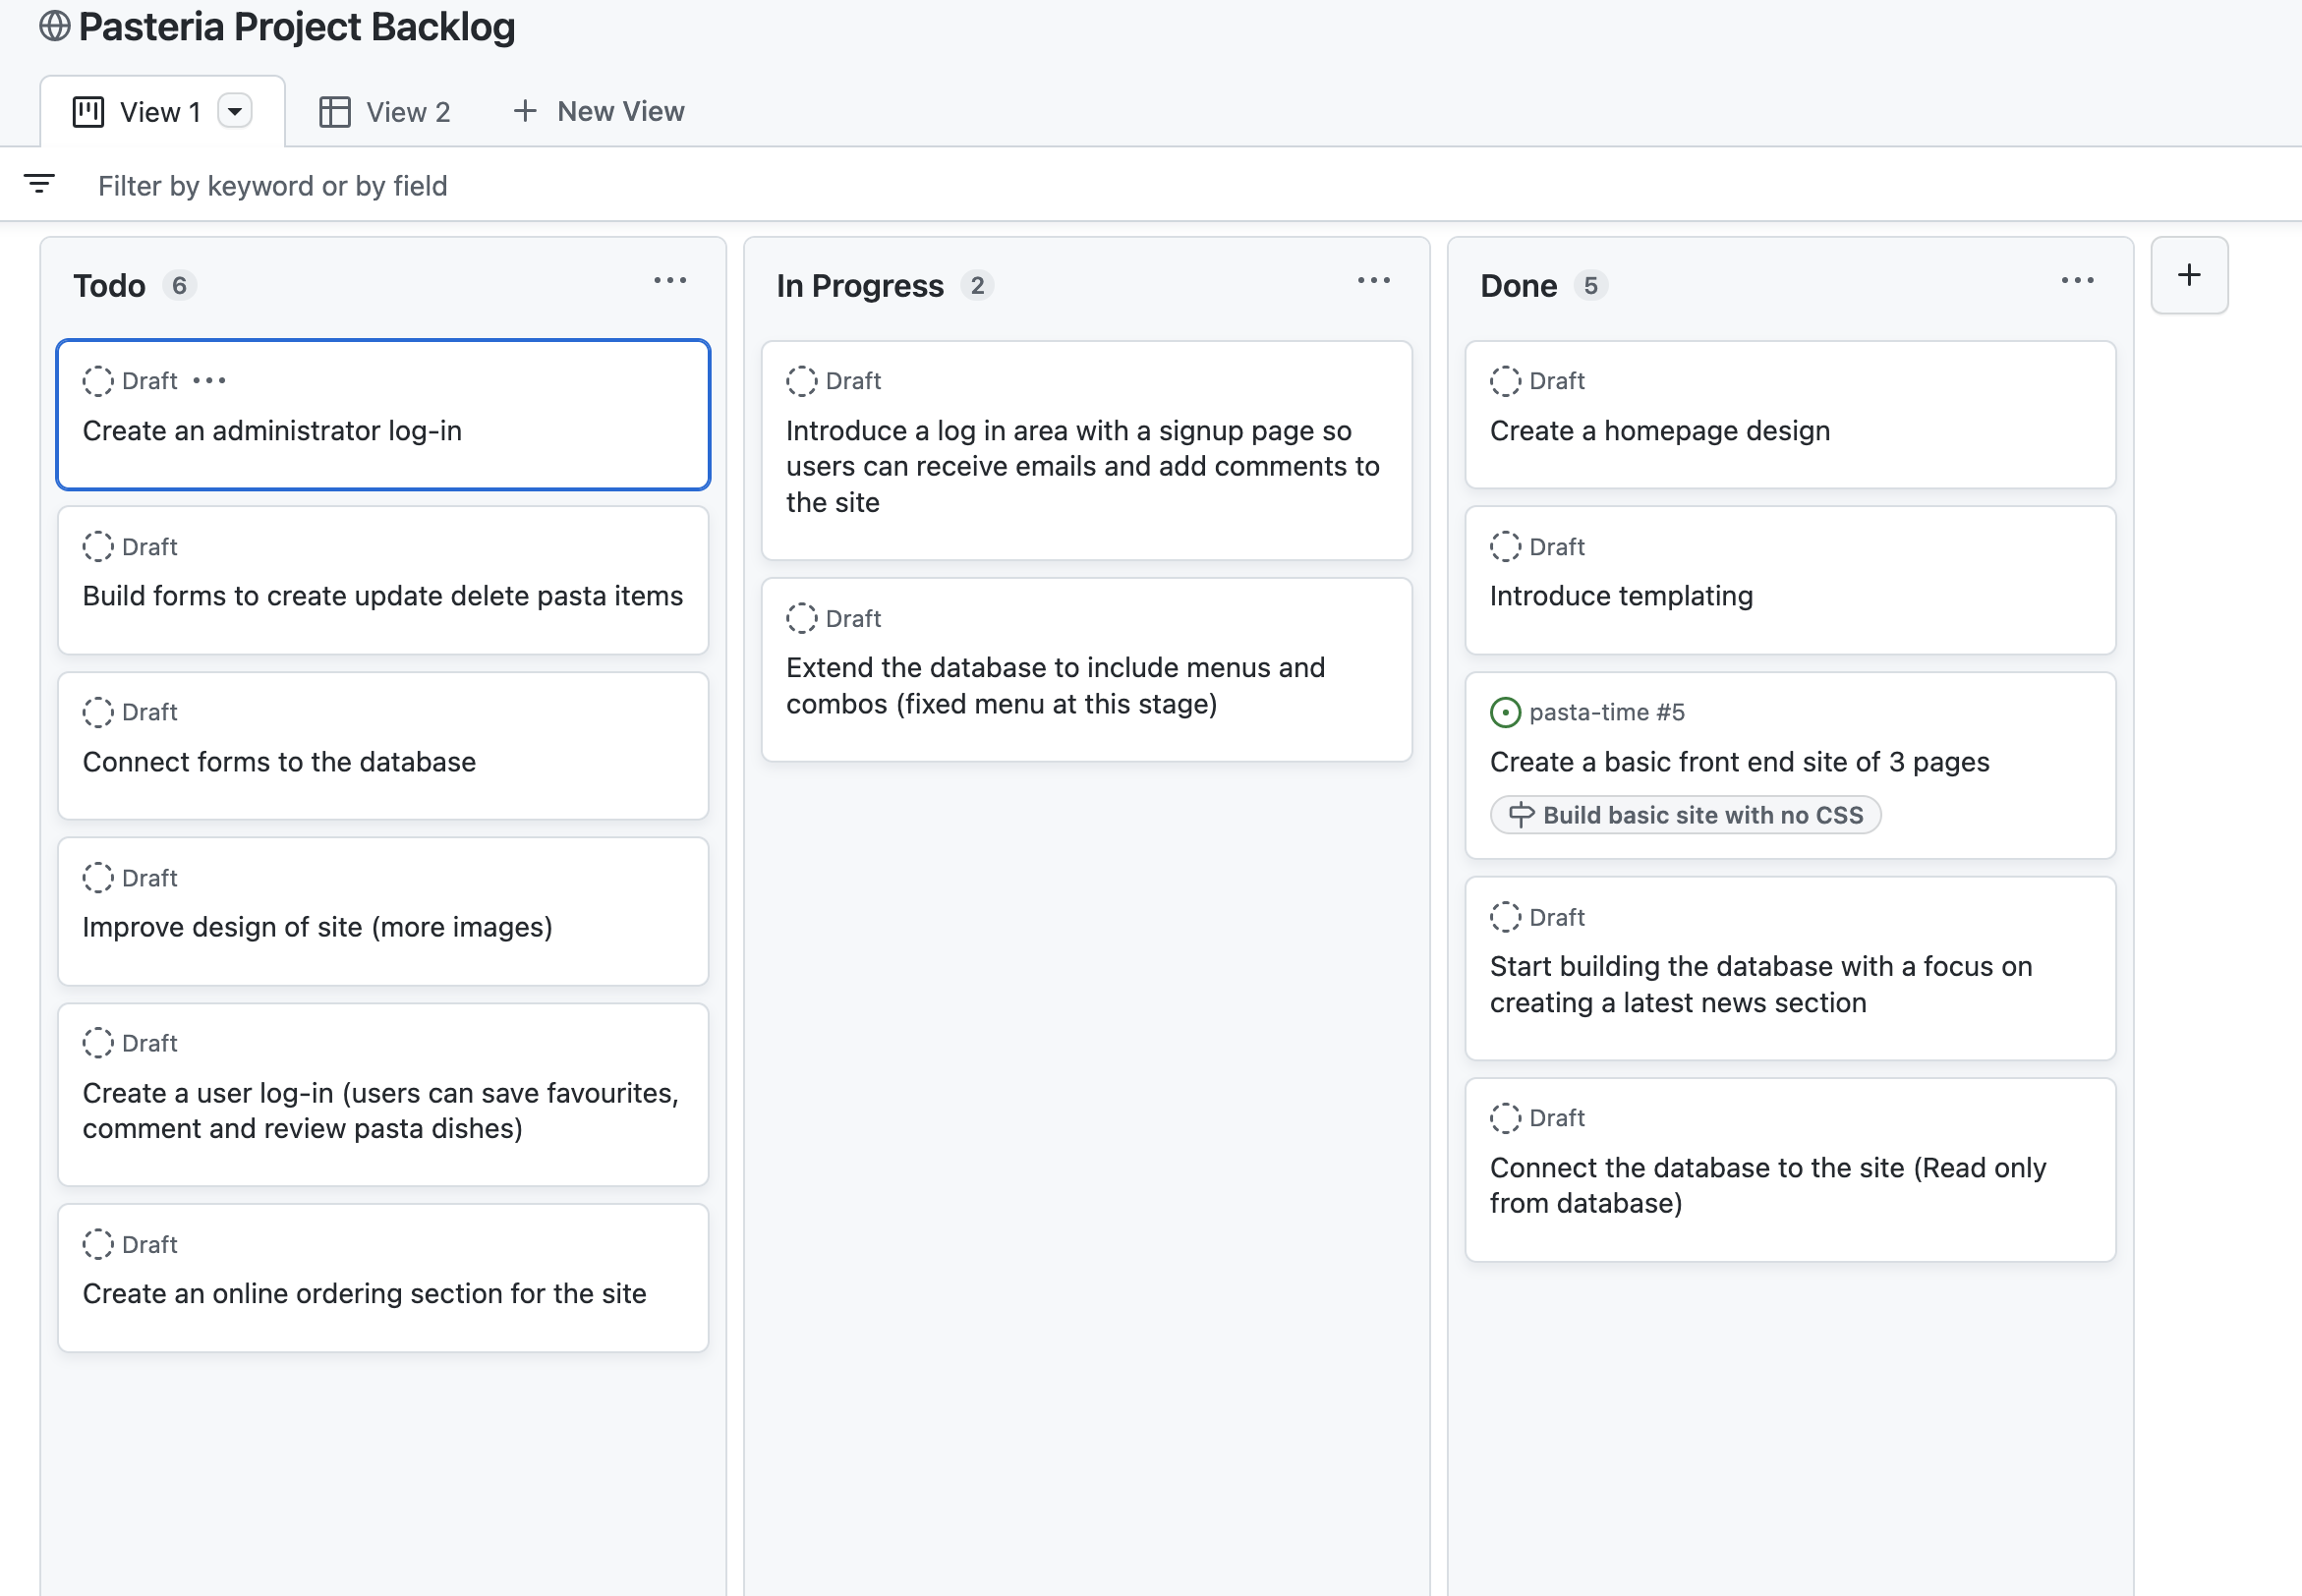 Pasteria Project Backlog
View 1
View 2
New View
Filter by keyword or by field
Todo 6
Draft
Create an administrator log-in
Draft
Build forms to create update delete pasta items
Draft
Connect forms to the database
Draft
Improve design of site (more images)
Draft
Create a user log-in (users can save favourites,
comment and review pasta dishes)
Draft
Create an online ordering section for the site
In Progress 2
Draft
Introduce a log in area with a signup page so
users can receive emails and add comments to
the site
Draft
Extend the database to include menus and
combos (fixed menu at this stage)
Done 5
Draft
Create a homepage design
Draft
Introduce templating
pasta-time #5
Create a basic front end site of 3 pages
Build basic site with no CSS
Draft
Start building the database with a focus on
creating a latest news section
Draft
Connect the database to the site (Read only
from database)